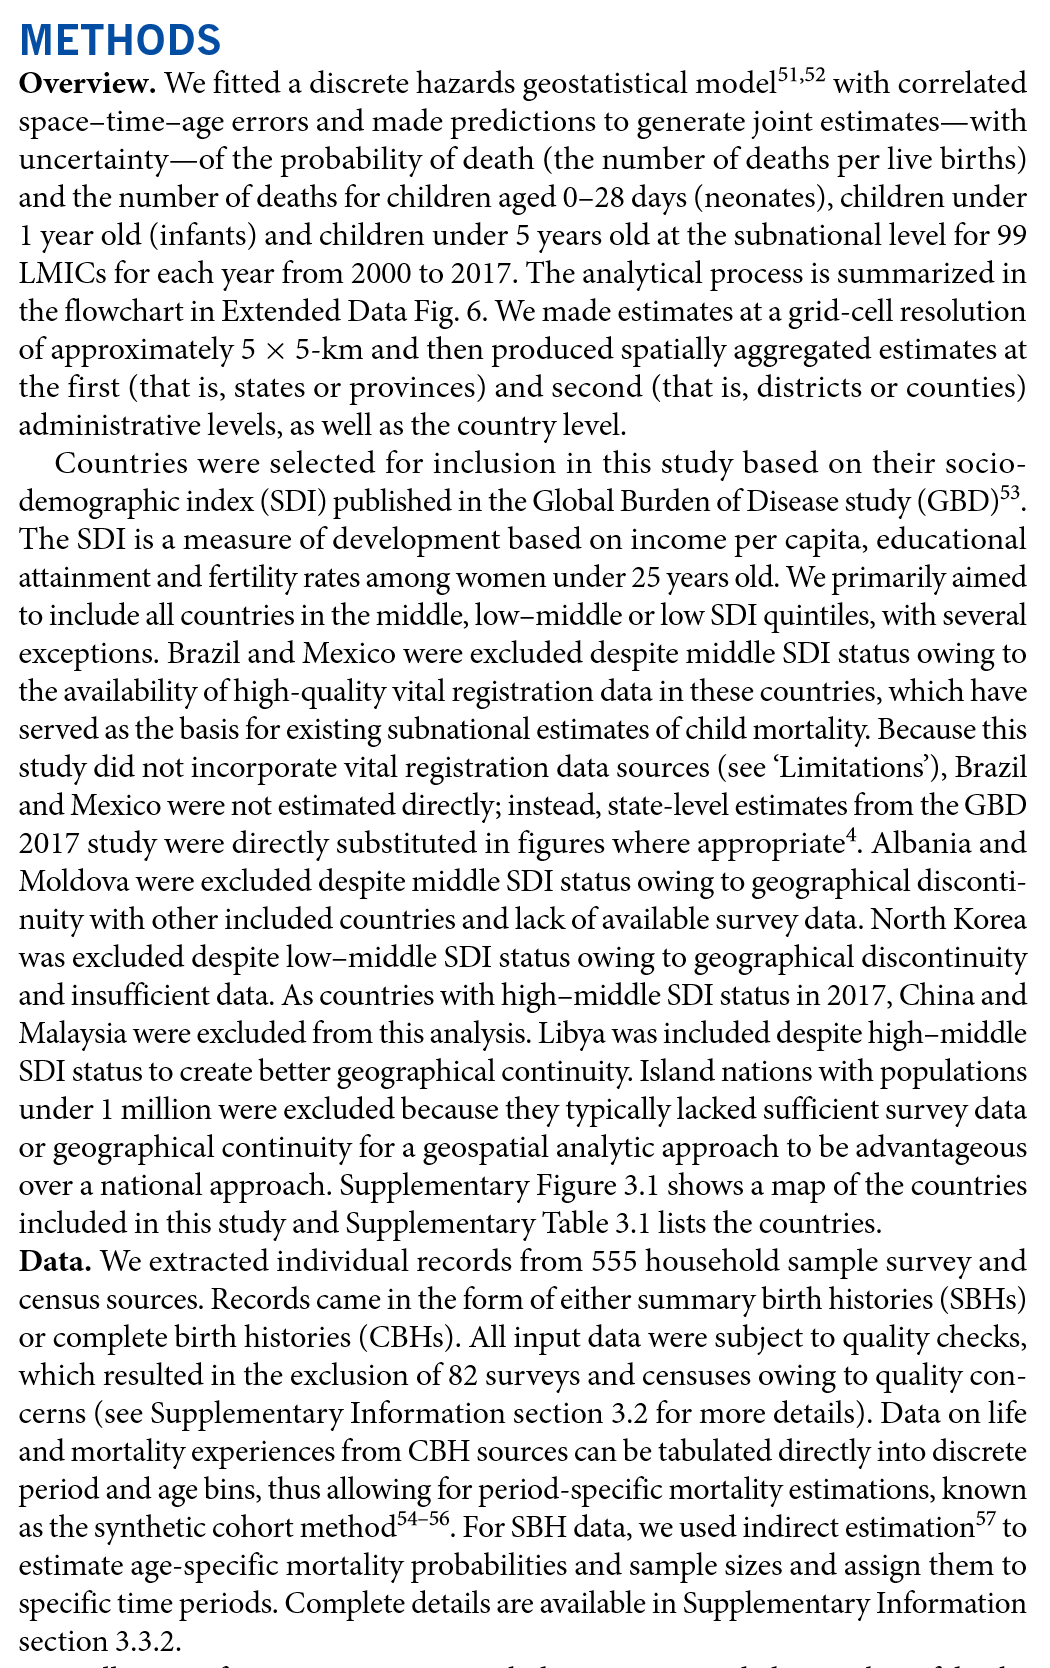 METHODS
Overview. We fitted a discrete hazards geostatistical model51,52 with correlated
space–time–age errors and made predictions to generate joint estimates—with
uncertainty—of the probability of death (the number of deaths per live births)
and the number of deaths for children aged 0–28 days (neonates), children under
1 year old (infants) and children under 5 years old at the subnational level for 99
LMICs for each year from 2000 to 2017. The analytical process is summarized in
the flowchart in Extended Data Fig. 6. We made estimates at a grid-cell resolution
of approximately 5 × 5-km and then produced spatially aggregated estimates at
the first (that is, states or provinces) and second (that is, districts or counties)
administrative levels, as well as the country level.
Countries were selected for inclusion in this study based on their socio-
demographic index (SDI) published in the Global Burden of Disease study (GBD)53.
The SDI is a measure of development based on income per capita, educational
attainment and fertility rates among women under 25 years old. We primarily aimed
to include all countries in the middle, low–middle or low SDI quintiles, with several
exceptions. Brazil and Mexico were excluded despite middle SDI status owing to
the availability of high-quality vital registration data in these countries, which have
served as the basis for existing subnational estimates of child mortality. Because this
study did not incorporate vital registration data sources (see ‘Limitations’), Brazil
and Mexico were not estimated directly; instead, state-level estimates from the GBD
2017 study were directly substituted in figures where appropriate4. Albania and
Moldova were excluded despite middle SDI status owing to geographical disconti-
nuity with other included countries and lack of available survey data. North Korea
was excluded despite low–middle SDI status owing to geographical discontinuity
and insufficient data. As countries with high–middle SDI status in 2017, China and
Malaysia were excluded from this analysis. Libya was included despite high–middle
SDI status to create better geographical continuity. Island nations with populations
under 1 million were excluded because they typically lacked sufficient survey data
or geographical continuity for a geospatial analytic approach to be advantageous
over a national approach. Supplementary Figure 3.1 shows a map of the countries
included in this study and Supplementary Table 3.1 lists the countries.
Data. We extracted individual records from 555 household sample survey and
census sources. Records came in the form of either summary birth histories (SBHs)
or complete birth histories (CBHs). All input data were subject to quality checks,
which resulted in the exclusion of 82 surveys and censuses owing to quality con-
cerns (see Supplementary Information section 3.2 for more details). Data on life
and mortality experiences from CBH sources can be tabulated directly into discrete
period and age bins, thus allowing for period-specific mortality estimations, known
as the synthetic cohort method54–56. For SBH data, we used indirect estimation57 to
estimate age-specific mortality probabilities and sample sizes and assign them to
specific time periods. Complete details are available in Supplementary Information
section 3.3.2.